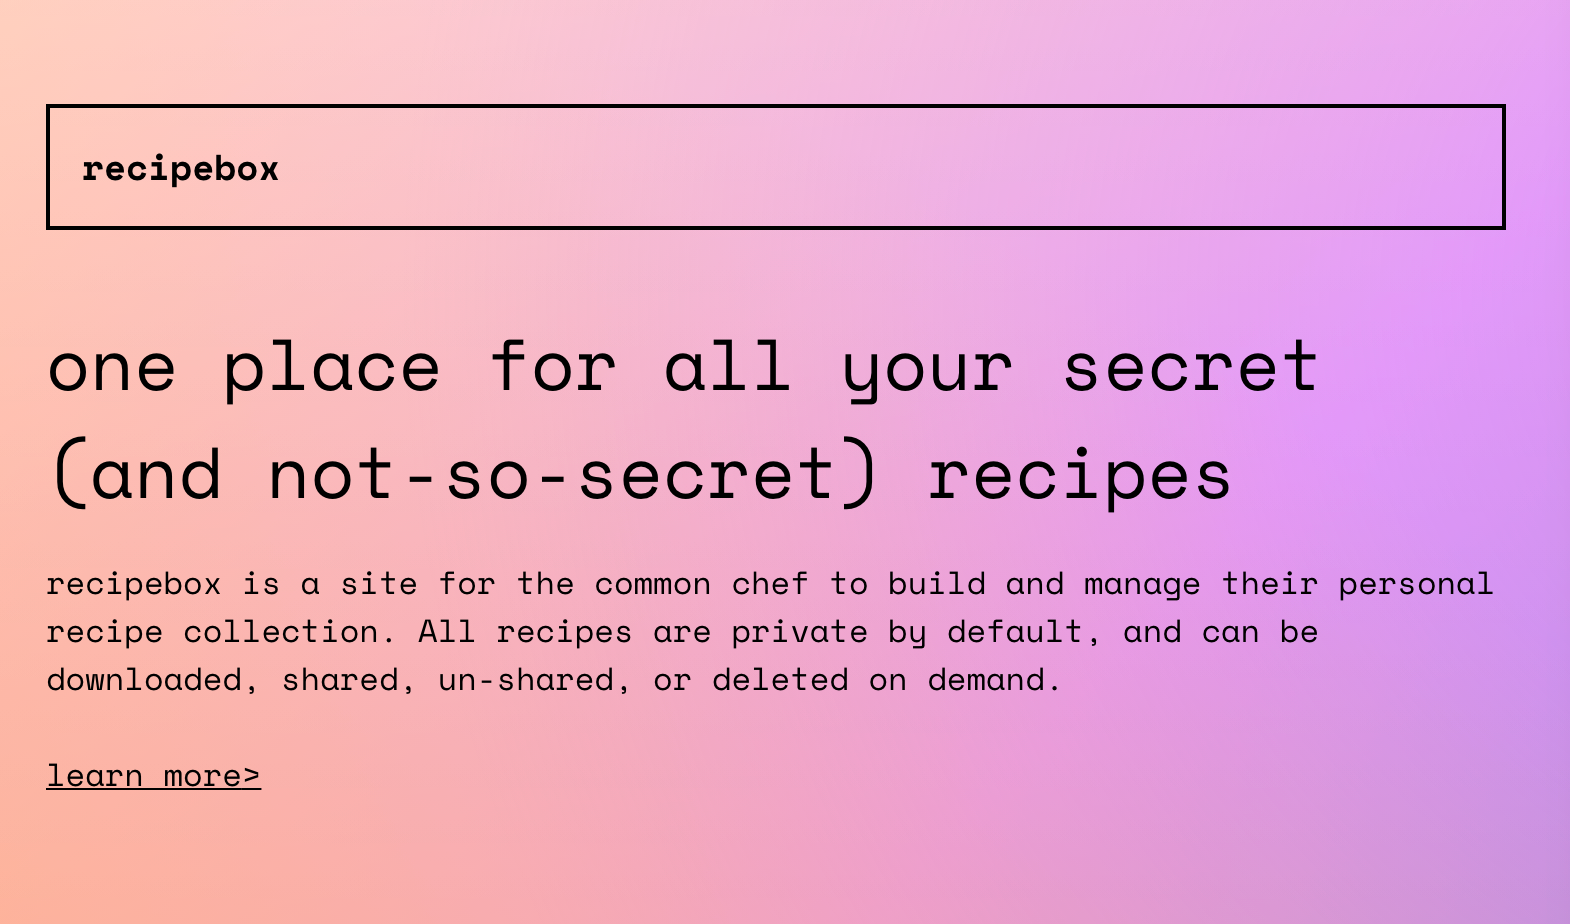 recipebox
one place for all your secret
(and not-so-secret) recipes
recipebox is a site for the common chef to build and manage their personal
recipe collection. All recipes are private by default, and can be
downloaded, shared, un-shared, or deleted on demand.
learn more>